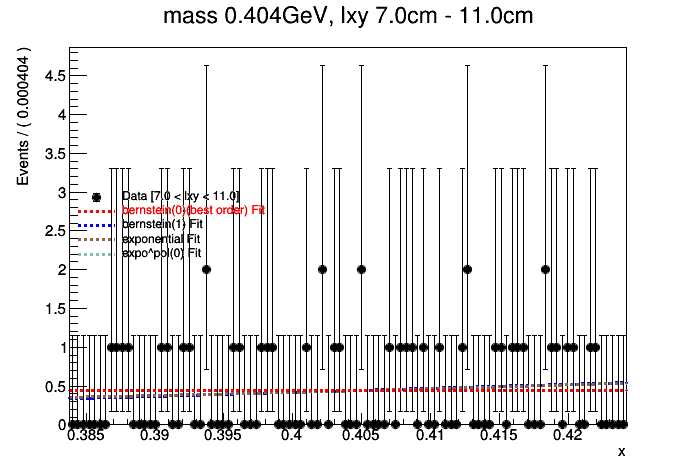 mass 0.404GeV, lxy 7.0cm - 11.0cm
Events / ( 0.000404 )
4.5
4
3.5
3
2.5
2
1.5
1
0.5
0
Data [7.0 < lxy < 11.0]
bernstein(0)(best order) Fit
bernstein(1) Fit
exponential Fit
expo^pol(0) Fit
0.385 0.39 0.395 0.4 0.405 0.41 0.415 0.42
x